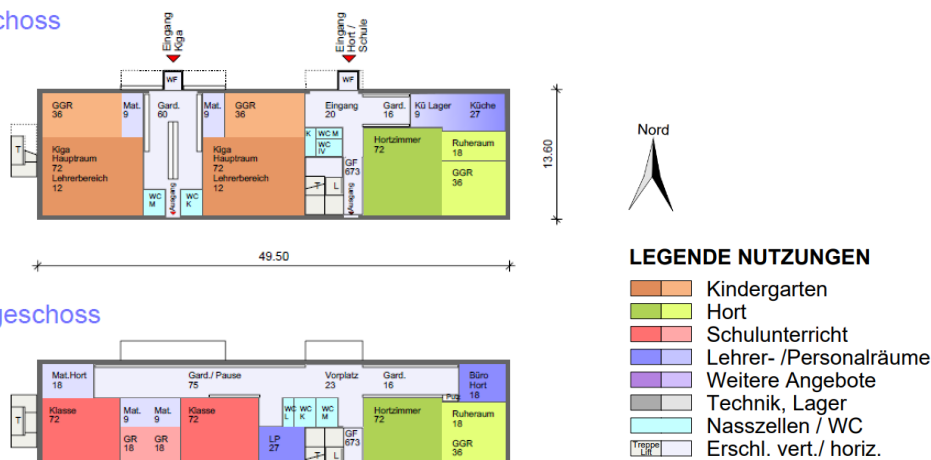 choss
Eingang
Kiga
Eingang
Hort /
Schule
WF
WF
GGR
36
Mat.
9
Gard.
60
Mat.
9
GGR
36
Eingang
20
Gard.
16
Kü Lager
9
Küche
27
K
WC M
WC
IV
Hortzimmer
72
Ruheraum
18
Kiga
Hauptraum
72
Lehrerbereich
12
Kiga
Hauptraum
72
Lehrerbereich
12
GF
673
GGR
36
T
T
L
WC
M
WC
K
Ausgang
Ausgang
13.60
49.50
Nord
LEGENDE NUTZUNGEN
Kindergarten
Hort
Schulunterricht
Lehrer- /Personalräume
Weitere Angebote
Technik, Lager
Nasszellen / WC
Treppe
Lift
Erschl. vert./ horiz.
geschoss
Mat.Hort
18
Gard./ Pause
75
Vorplatz
23
Gard.
16
Büro
Hort
18
Putz
Klasse
72
Mat.
9
Mat.
9
Klasse
72
WC
L
WC
K
WC
M
Hortzimmer
72
Ruheraum
18
T
GR
18
GR
18
LP
27
GF
673
GGR
36
T
L